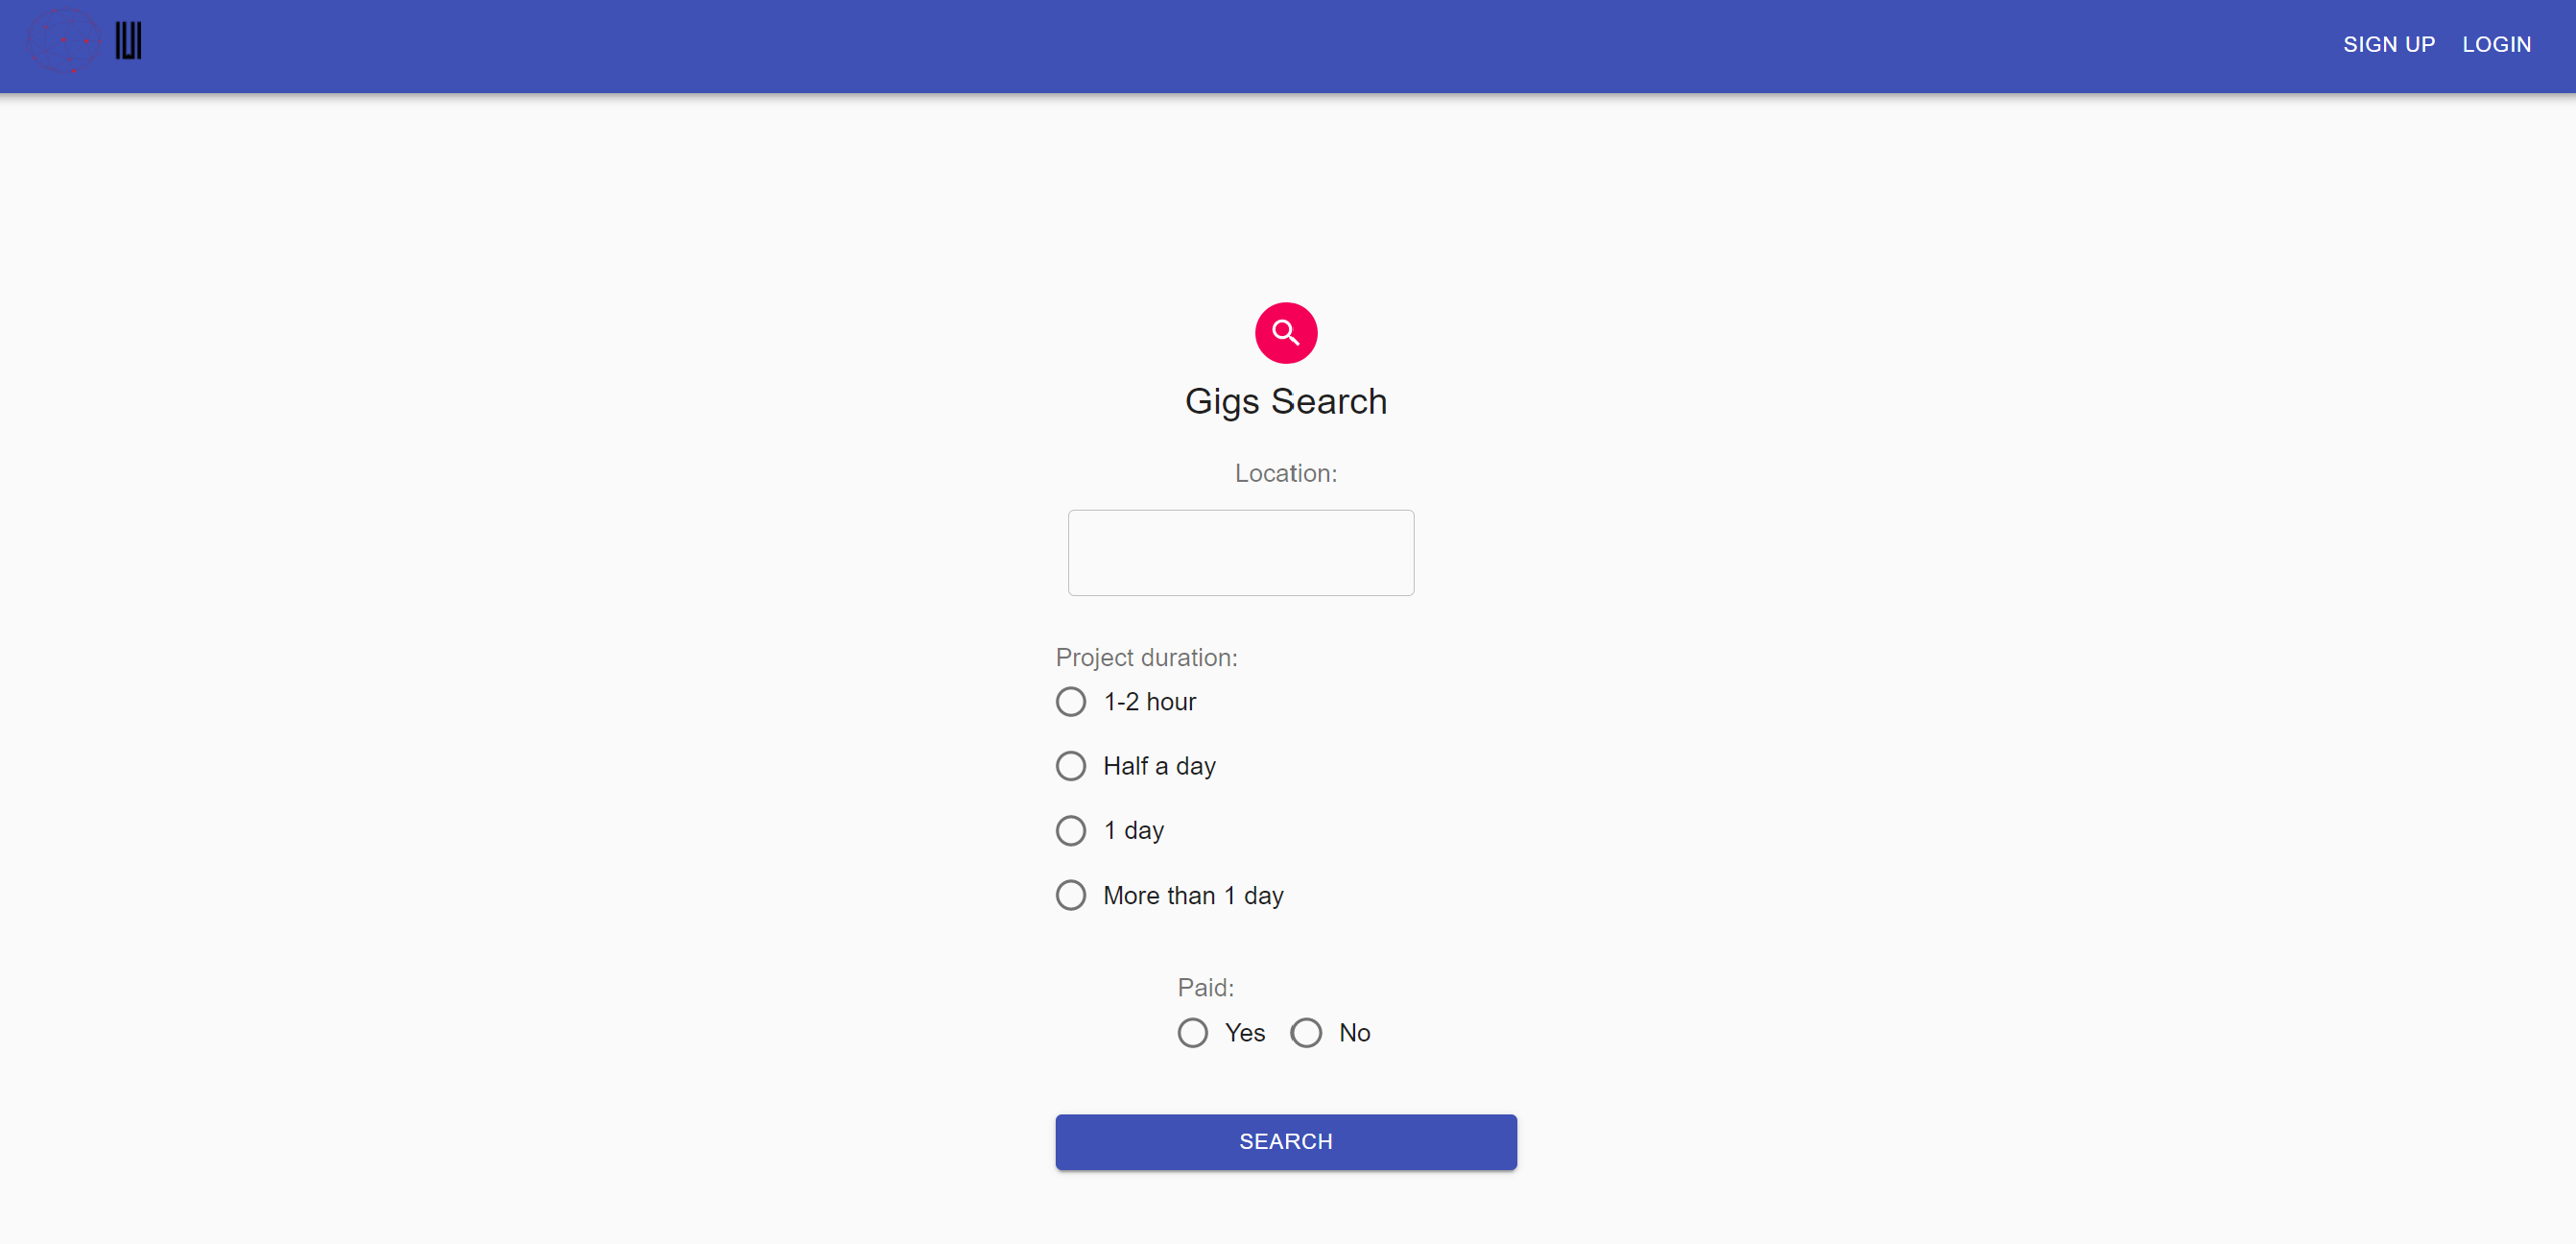 SIGN UP LOGIN
Gigs Search
Location:
Project duration:
1-2 hour
Half a day
1 day
More than 1 day
Paid:
Yes No
SEARCH